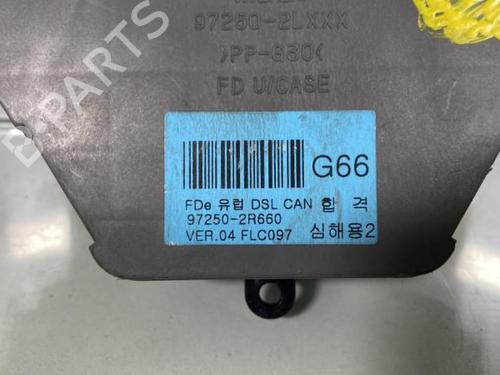 97250-2LXXX
>PP-G30<
FD U/CASE
G66
FDe 유럽 DSL CAN 합 격
97250-2R660
VER.04 FLC097 심해용2
B-PARTS